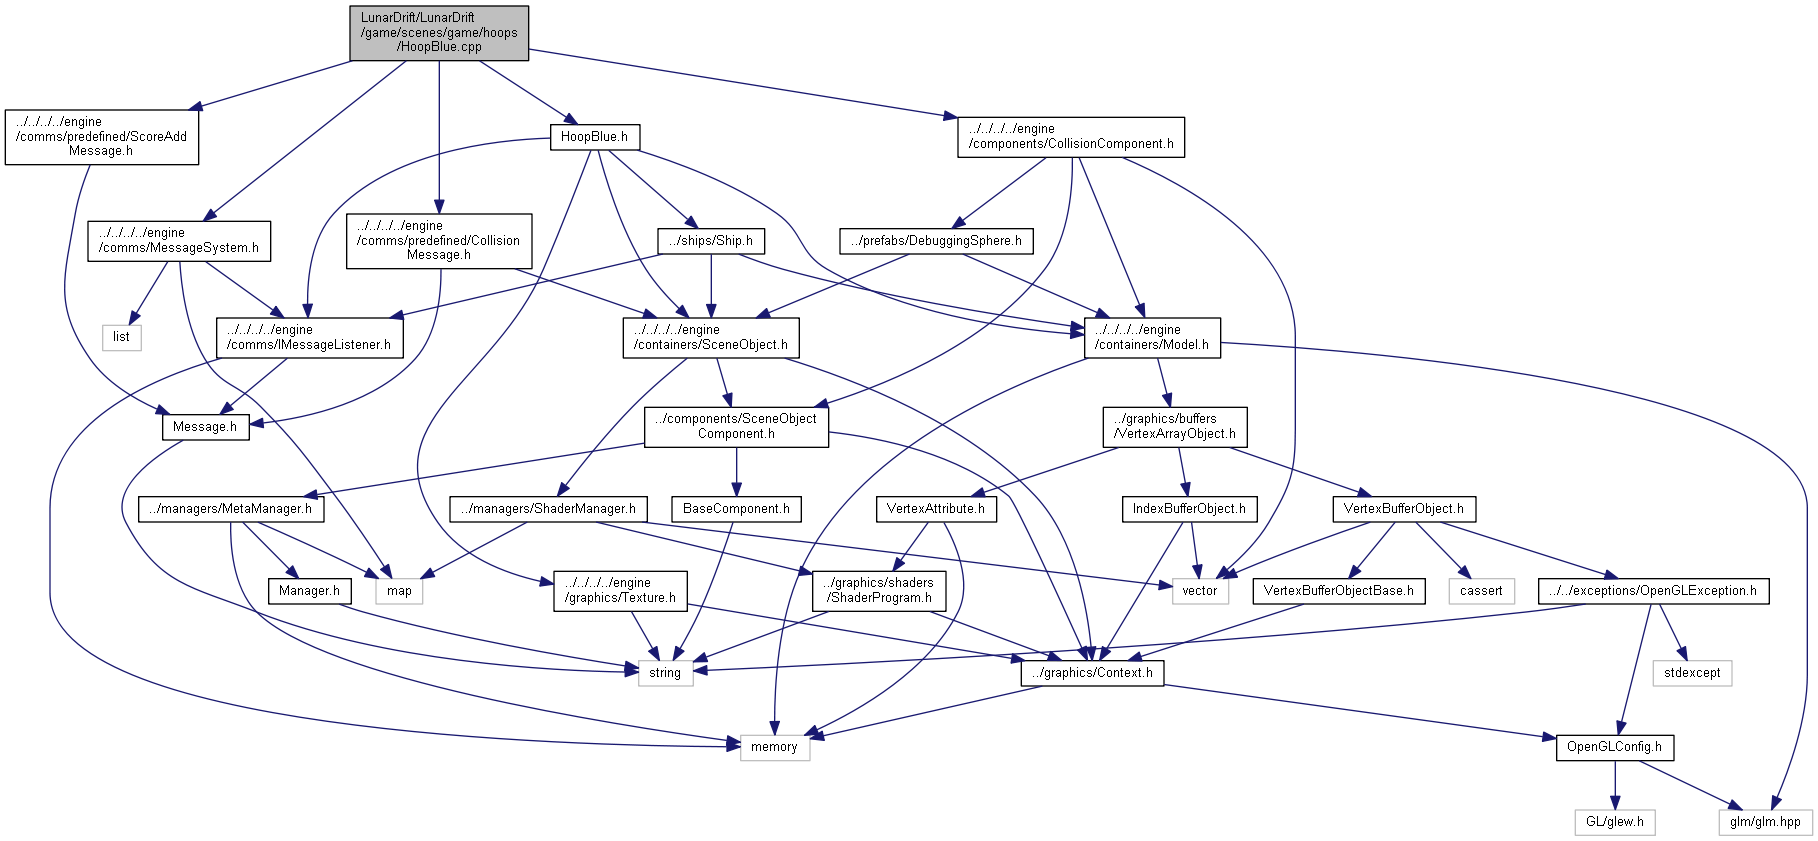 LunarDrift/LunarDrift
/game/scenes/game/hoops
/HoopBlue.cpp
../../../../engine
/comms/predefined/ScoreAdd
Message.h
HoopBlue.h
../../../../engine
/components/CollisionComponent.h
../../../../engine
/comms/MessageSystem.h
../../../../engine
/comms/predefined/Collision
Message.h
../ships/Ship.h
../prefabs/DebuggingSphere.h
list
../../../../engine
/comms/IMessageListener.h
../../../../engine
/containers/SceneObject.h
../../../../engine
/containers/Model.h
Message.h
../components/SceneObject
Component.h
../graphics/buffers
/VertexArrayObject.h
../managers/MetaManager.h
../managers/ShaderManager.h
BaseComponent.h
VertexAttribute.h
IndexBufferObject.h
VertexBufferObject.h
Manager.h
map
../../../../engine
/graphics/Texture.h
../graphics/shaders
/ShaderProgram.h
vector
VertexBufferObjectBase.h
cassert
../../exceptions/OpenGLException.h
string
../graphics/Context.h
stdexcept
memory
OpenGLConfig.h
GL/glew.h
glm/glm.hpp